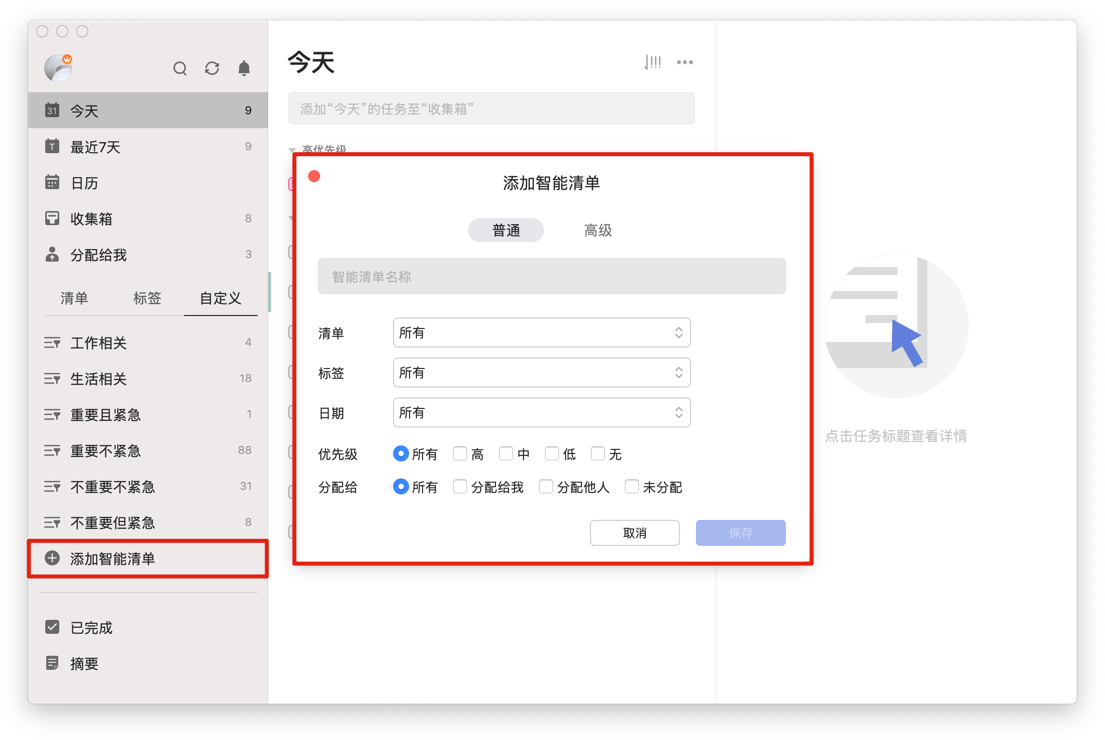 31 今天 9
T 最近7天 9
日历
收集箱 8
分配给我 3
清单 标签 自定义
工作相关 4
生活相关 18
重要且紧急 1
重要不紧急 88
不重要不紧急 31
不重要但紧急 8
添加智能清单
已完成
摘要
今天
添加“今天”的任务至“收集箱”
高优先级
添加智能清单
普通 高级
智能清单名称
清单 所有
标签 所有
日期 所有
优先级 所有 高 中 低 无
分配给 所有 分配给我 分配他人 未分配
取消 保存
点击任务标题查看详情